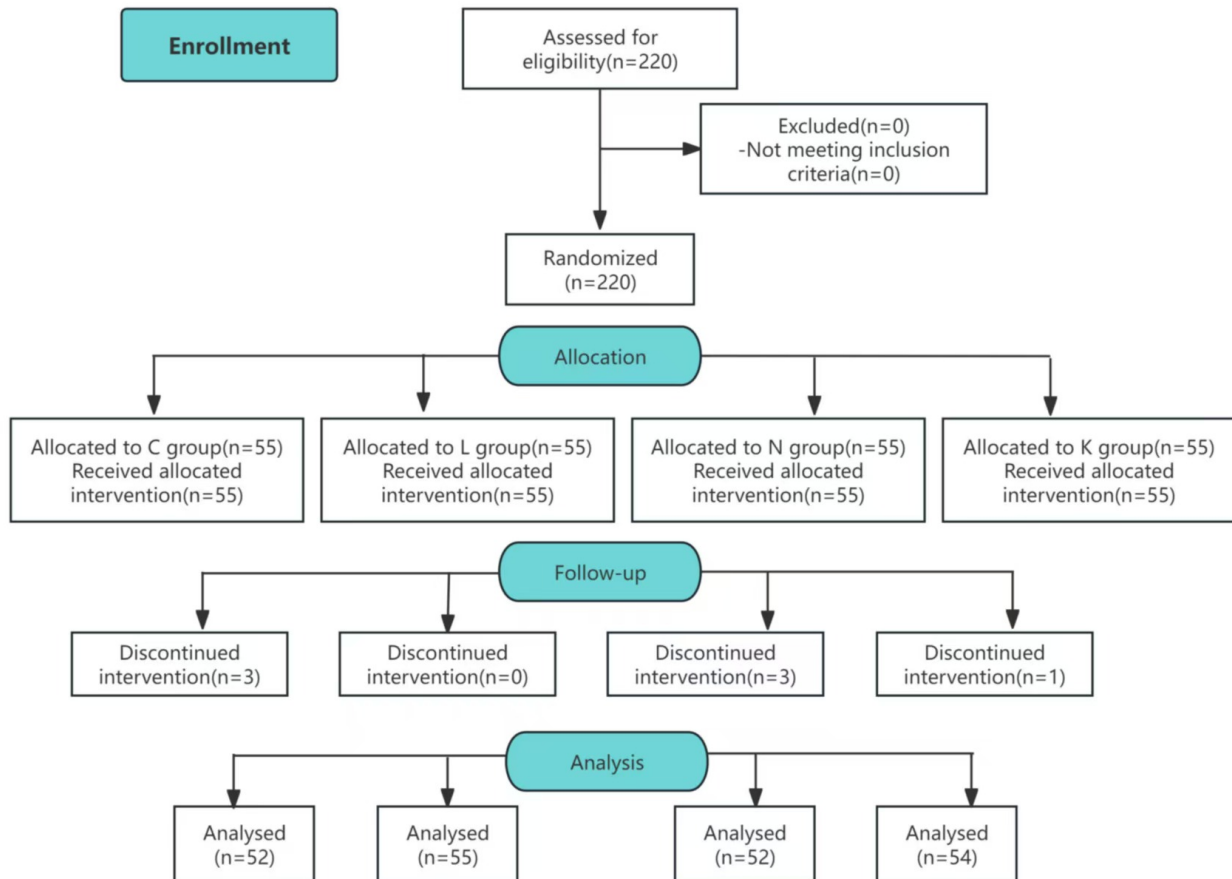 Enrollment
Assessed for
eligibility(n=220)
Excluded(n=0)
-Not meeting inclusion
criteria(n=0)
Randomized
(n=220)
Allocation
Allocated to C group(n=55)
Received allocated
intervention(n=55)
Allocated to L group(n=55)
Received allocated
intervention(n=55)
Allocated to N group(n=55)
Received allocated
intervention(n=55)
Allocated to K group(n=55)
Received allocated
intervention(n=55)
Follow-up
Discontinued
intervention(n=3)
Discontinued
intervention(n=0)
Discontinued
intervention(n=3)
Discontinued
intervention(n=1)
Analysis
Analysed
(n=52)
Analysed
(n=55)
Analysed
(n=52)
Analysed
(n=54)